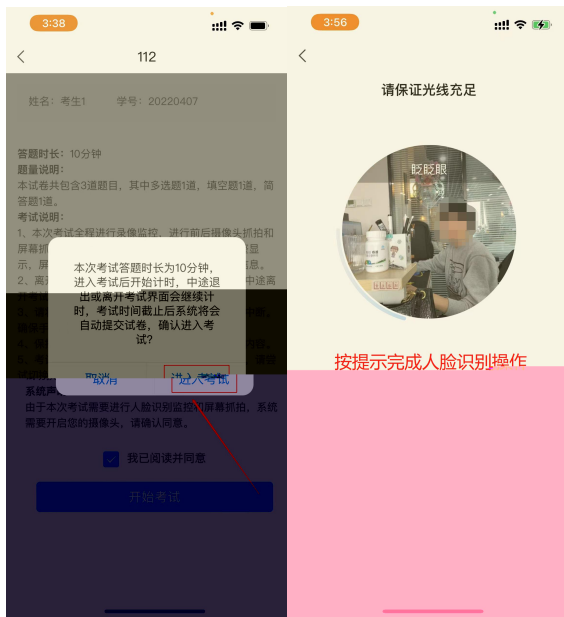 3:38
112
姓名：考生1 学号：20220407
答题时长：10分钟
题量说明：
本试卷共包含3道题目，其中多选题1道，填空题1道，简
答题1道。
考试说明：
1、本次考试全程进行录像监控，进行前后摄像头抓拍和
屏幕抓
示，屏
息。
2、离
中途离
本次考试答题时长为10分钟，
进入考试后开始计时，中途退
出或离开考试界面会继续计
时，考试时间截止后系统将会
自动提交试卷，确认进入考
试？
取消 进入考试
系统声
由于本次考试需要进行人脸识别监控和屏幕抓拍，系统
需要开启您的摄像头，请确认同意。
我已阅读并同意
开始考试
3:56
请保证光线充足
眨眨眼
按提示完成人脸识别操作